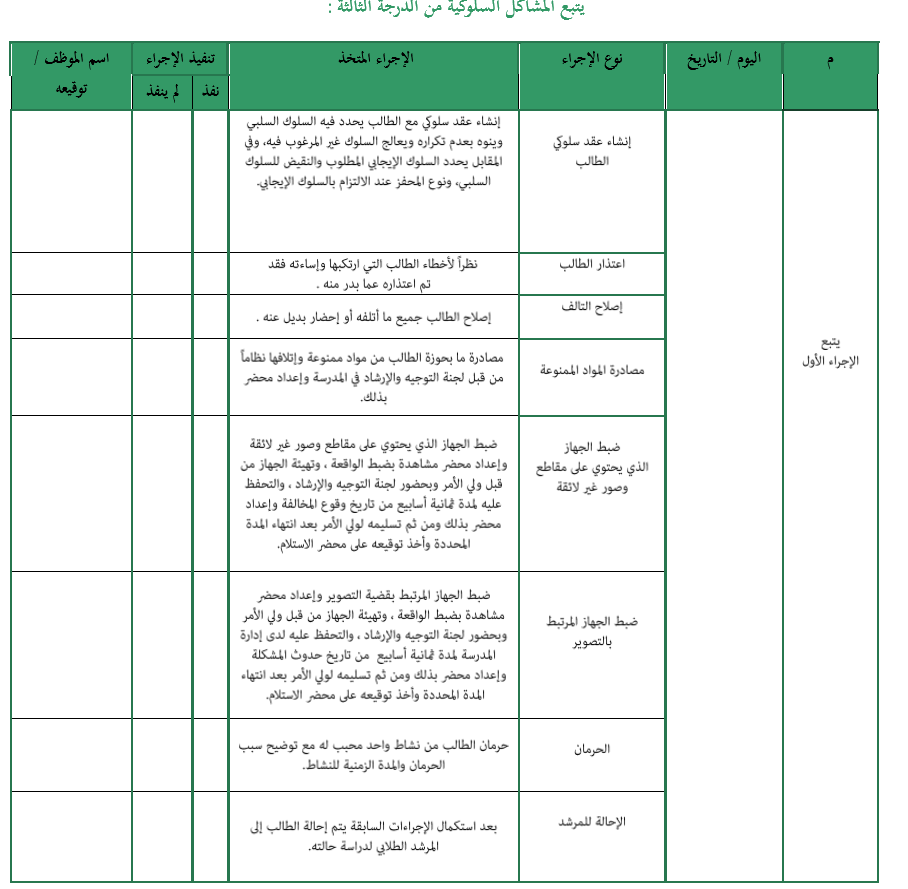 يتبع المشاكل السلوكية من الدرجة الثالثة :
م
اليوم / التاريخ
نوع الإجراء
الإجراء المتخذ
تنفيذ الإجراء
نفذ
لم ينفذ
اسم الموظف /
توقيعه
يتبع
الإجراء الأول
إنشاء عقد سلوكي
الطالب
إنشاء عقد سلوكي مع الطالب يحدد فيه السلوك السلبي
وينوه بعدم تكراره ويعالج السلوك غير المرغوب فيه، وفي
المقابل يحدد السلوك الإيجابي المطلوب والنقيض للسلوك
السلبي، ونوع المحفز عند الالتزام بالسلوك الإيجابي.
اعتذار الطالب
نظراً لأخطاء الطالب التي ارتكبها وإساءته فقد
تم اعتذاره عما بدر منه .
إصلاح التالف
إصلاح الطالب جميع ما أتلفه أو إحضار بديل عنه .
مصادرة المواد الممنوعة
مصادرة ما بحوزة الطالب من مواد ممنوعة وإتلافها نظاماً
من قبل لجنة التوجيه والإرشاد في المدرسة وإعداد محضر
بذلك.
ضبط الجهاز
الذي يحتوي على مقاطع
وصور غير لائقة
ضبط الجهاز الذي يحتوي على مقاطع وصور غير لائقة
وإعداد محضر مشاهدة بضبط الواقعة ، وتهيئة الجهاز من
قبل ولي الأمر وبحضور لجنة التوجيه والإرشاد ، والتحفظ
عليه لمدة ثمانية أسابيع من تاريخ وقوع المخالفة وإعداد
محضر بذلك ومن ثم تسليمه لولي الأمر بعد انتهاء المدة
المحددة وأخذ توقيعه على محضر الاستلام.
ضبط الجهاز المرتبط
بالتصوير
ضبط الجهاز المرتبط بقضية التصوير وإعداد محضر
مشاهدة بضبط الواقعة ، وتهيئة الجهاز من قبل ولي الأمر
وبحضور لجنة التوجيه والإرشاد ، والتحفظ عليه لدى إدارة
المدرسة لمدة ثمانية أسابيع من تاريخ حدوث المشكلة
وإعداد محضر بذلك ومن ثم تسليمه لولي الأمر بعد انتهاء
المدة المحددة وأخذ توقيعه على محضر الاستلام.
الحرمان
حرمان الطالب من نشاط واحد محبب له مع توضيح سبب
الحرمان والمدة الزمنية للنشاط.
الإحالة للمرشد
بعد استكمال الإجراءات السابقة يتم إحالة الطالب إلى
المرشد الطلابي لدراسة حالته.